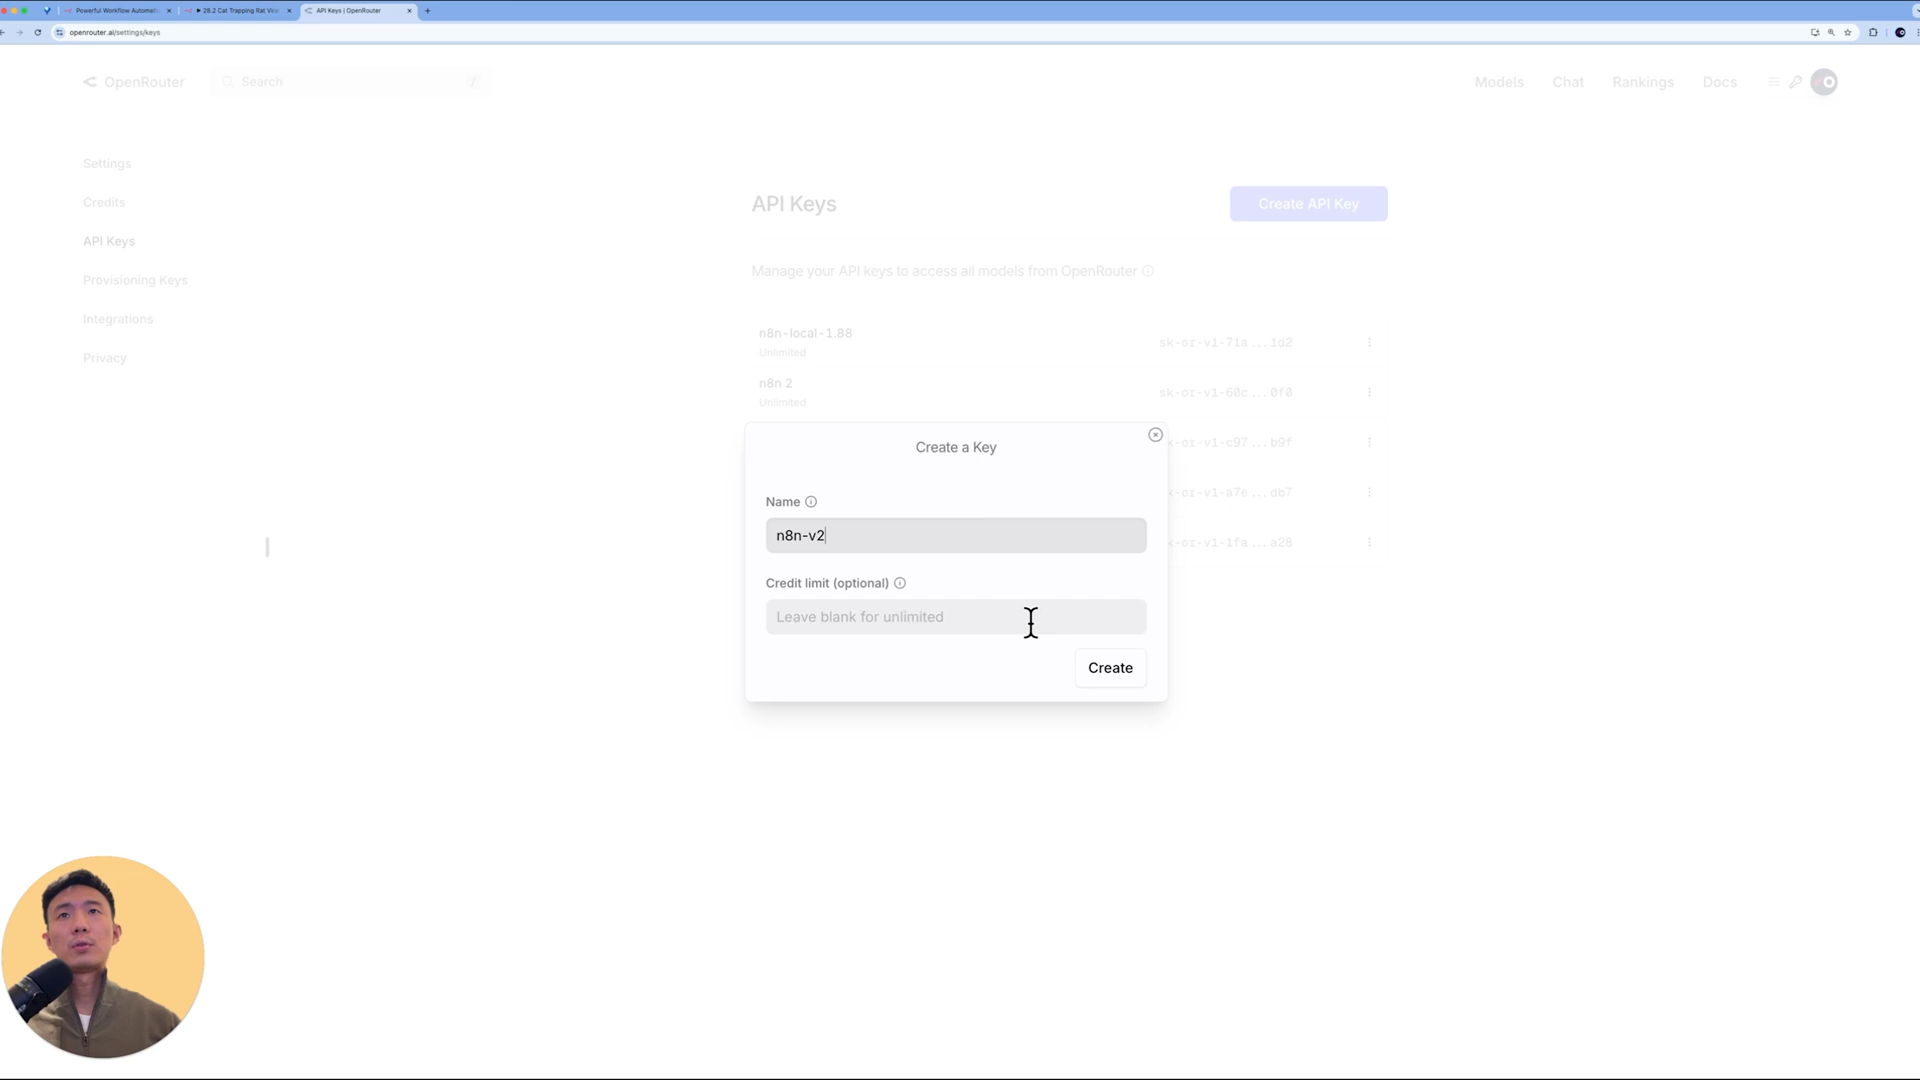 Powerful Workflow Automati
28.2 Cat Trapping Rat Viral
API Keys | OpenRouter
openrouter.ai/settings/keys
OpenRouter
Search
/
Models
Chat
Rankings
Docs
Settings
Credits
API Keys
Provisioning Keys
Integrations
Privacy
API Keys
Create API Key
Manage your API keys to access all models from OpenRouter
n8n-local-1.88
Unlimited
sk-or-v1-71a...1d2
n8n 2
Unlimited
sk-or-v1-60c...0f0
k-or-v1-c97...b9f
k-or-v1-a7e...db7
k-or-v1-1fa...a28
Create a Key
Name
n8n-v2
Credit limit (optional)
Leave blank for unlimited
Create